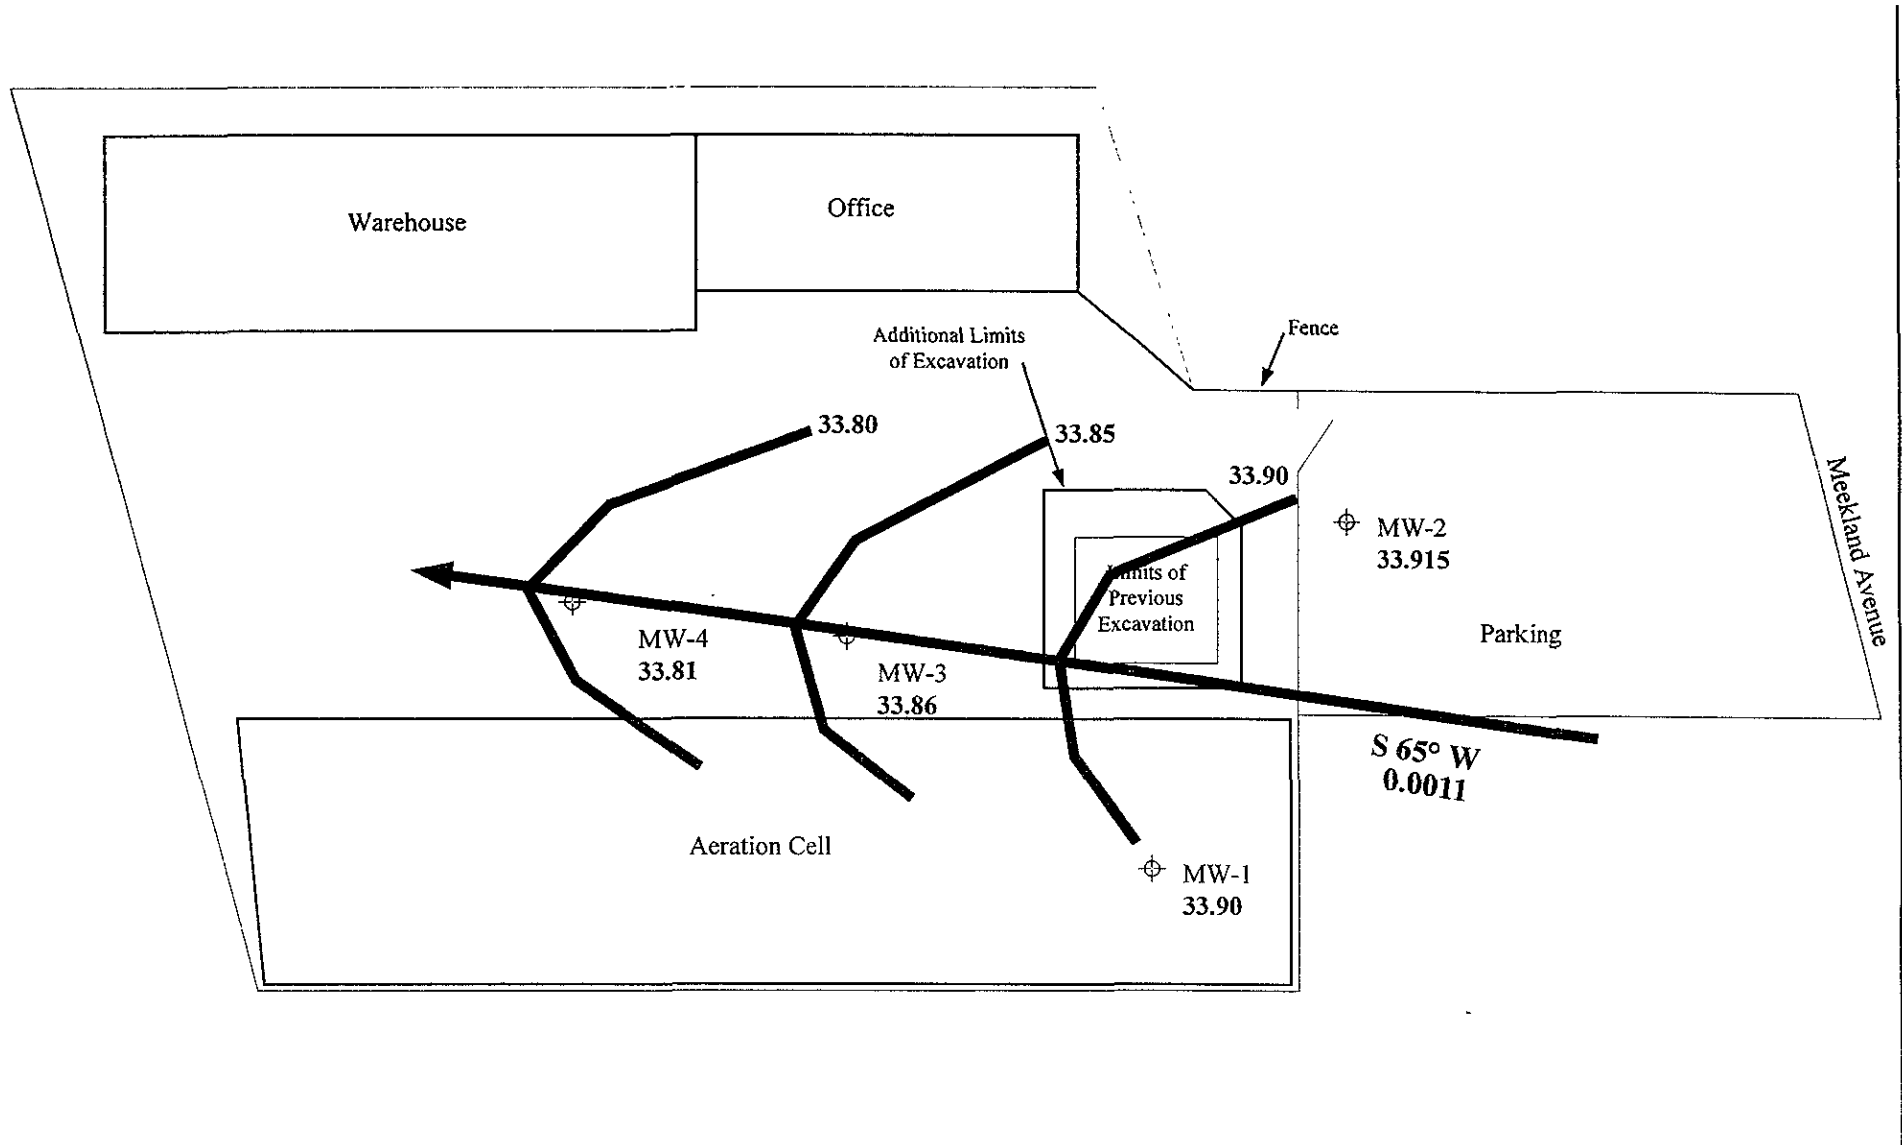 Warehouse
Office
Additional Limits
of Excavation
Fence
33.80
33.85
33.90
MW-2
33.915
Meekland Avenue
Limits of
Previous
Excavation
Parking
MW-4
33.81
MW-3
33.86
S 65° W
0.0011
Aeration Cell
MW-1
33.90